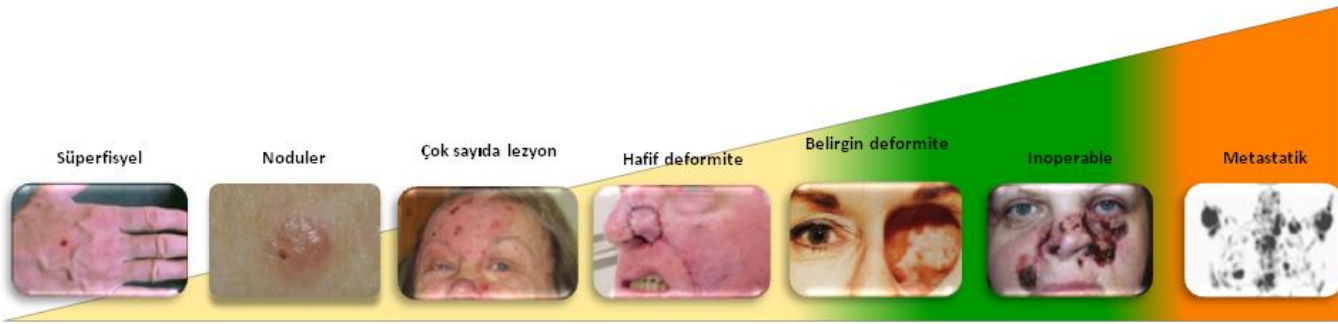 Süperfisyel
Noduler
Çok sayıda lezyon
Hafif deformite
Belirgin deformite
Inoperable
Metastatik